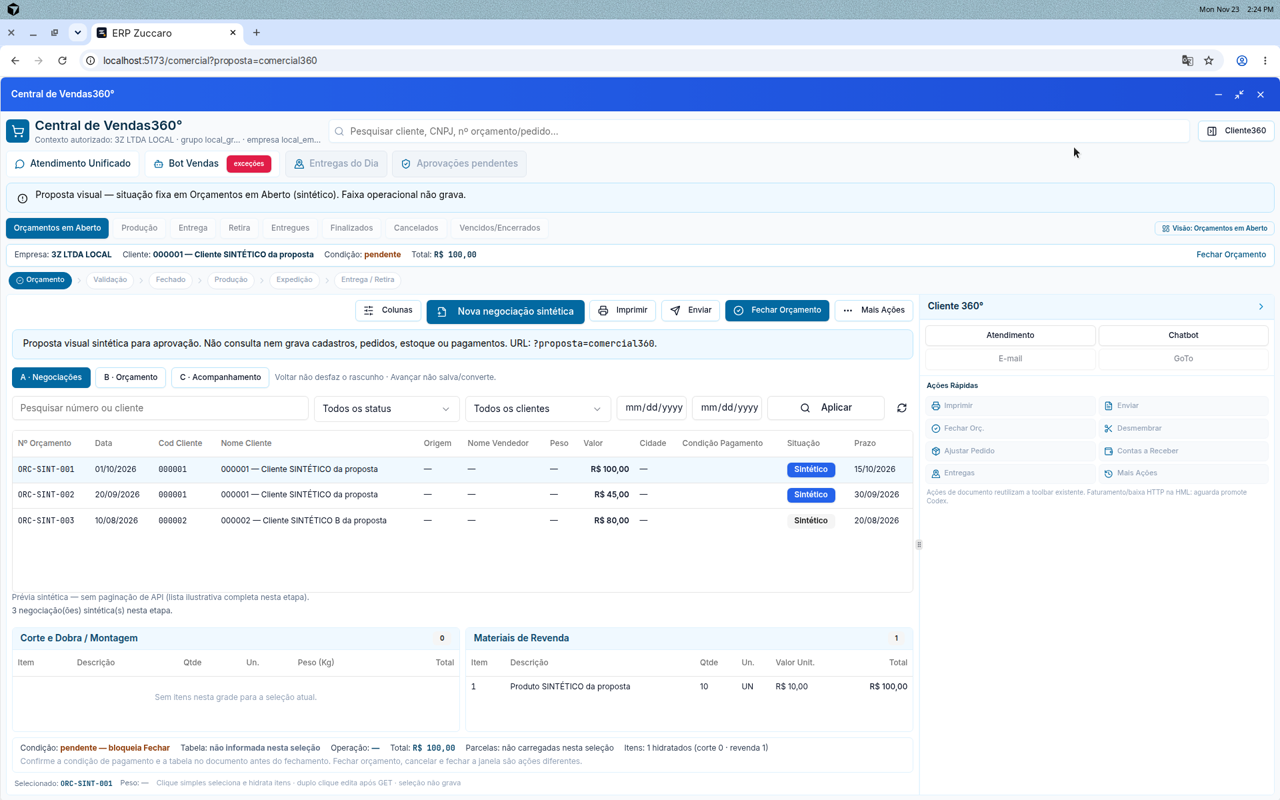 Mon Nov 23 2:24 PM
ERP Zuccaro
localhost:5173/comercial?proposta=comercial360
Central de Vendas360°
Central de Vendas360°
Contexto autorizado: 3Z LTDA LOCAL · grupo local_gr... · empresa local_em...
Pesquisar cliente, CNPJ, nº orçamento/pedido...
Cliente360
Atendimento Unificado
Bot Vendas exceções
Entregas do Dia
Aprovações pendentes
Proposta visual — situação fixa em Orçamentos em Aberto (sintético). Faixa operacional não grava.
Orçamentos em Aberto Produção Entrega Retira Entregues Finalizados Cancelados Vencidos/Encerrados
Visão: Orçamentos em Aberto
Empresa: 3Z LTDA LOCAL Cliente: 000001 — Cliente SINTÉTICO da proposta Condição: pendente Total: R$ 100,00
Fechar Orçamento
Orçamento Validação Fechado Produção Expedição Entrega / Retira
Colunas Nova negociação sintética Imprimir Enviar Fechar Orçamento Mais Ações
Proposta visual sintética para aprovação. Não consulta nem grava cadastros, pedidos, estoque ou pagamentos. URL: ?proposta=comercial360.
A · Negociações B · Orçamento C · Acompanhamento Voltar não desfaz o rascunho · Avançar não salva/converte.
Pesquisar número ou cliente Todos os status Todos os clientes mm/dd/yyyy mm/dd/yyyy Aplicar
Nº Orçamento Data Cod Cliente Nome Cliente Origem Nome Vendedor Peso Valor Cidade Condição Pagamento Situação Prazo
ORC-SINT-001 01/10/2026 000001 000001 — Cliente SINTÉTICO da proposta — — — R$ 100,00 — Sintético 15/10/2026
ORC-SINT-002 20/09/2026 000001 000001 — Cliente SINTÉTICO da proposta — — — R$ 45,00 — Sintético 30/09/2026
ORC-SINT-003 10/08/2026 000002 000002 — Cliente SINTÉTICO B da proposta — — — R$ 80,00 — Sintético 20/08/2026
Prévia sintética — sem paginação de API (lista ilustrativa completa nesta etapa).
3 negociação(ões) sintética(s) nesta etapa.
Corte e Dobra / Montagem 0
Item Descrição Qtde Un. Peso (Kg) Total
Sem itens nesta grade para a seleção atual.
Materiais de Revenda 1
Item Descrição Qtde Un. Valor Unit. Total
1 Produto SINTÉTICO da proposta 10 UN R$ 10,00 R$ 100,00
Condição: pendente — bloqueia Fechar Tabela: não informada nesta seleção Operação: — Total: R$ 100,00 Parcelas: não carregadas nesta seleção Itens: 1 hidratados (corte 0 · revenda 1)
Confirme a condição de pagamento e a tabela no documento antes do fechamento. Fechar orçamento, cancelar e fechar a janela são ações diferentes.
Selecionado: ORC-SINT-001 Peso: — Clique simples seleciona e hidrata itens · duplo clique edita após GET · seleção não grava
Cliente 360°
Atendimento Chatbot
E-mail GoTo
Ações Rápidas
Imprimir Enviar
Fechar Orç. Desmembrar
Ajustar Pedido Contas a Receber
Entregas Mais Ações
Ações de documento reutilizam a toolbar existente. Faturamento/baixa HTTP na HML: aguarda promote
Codex.